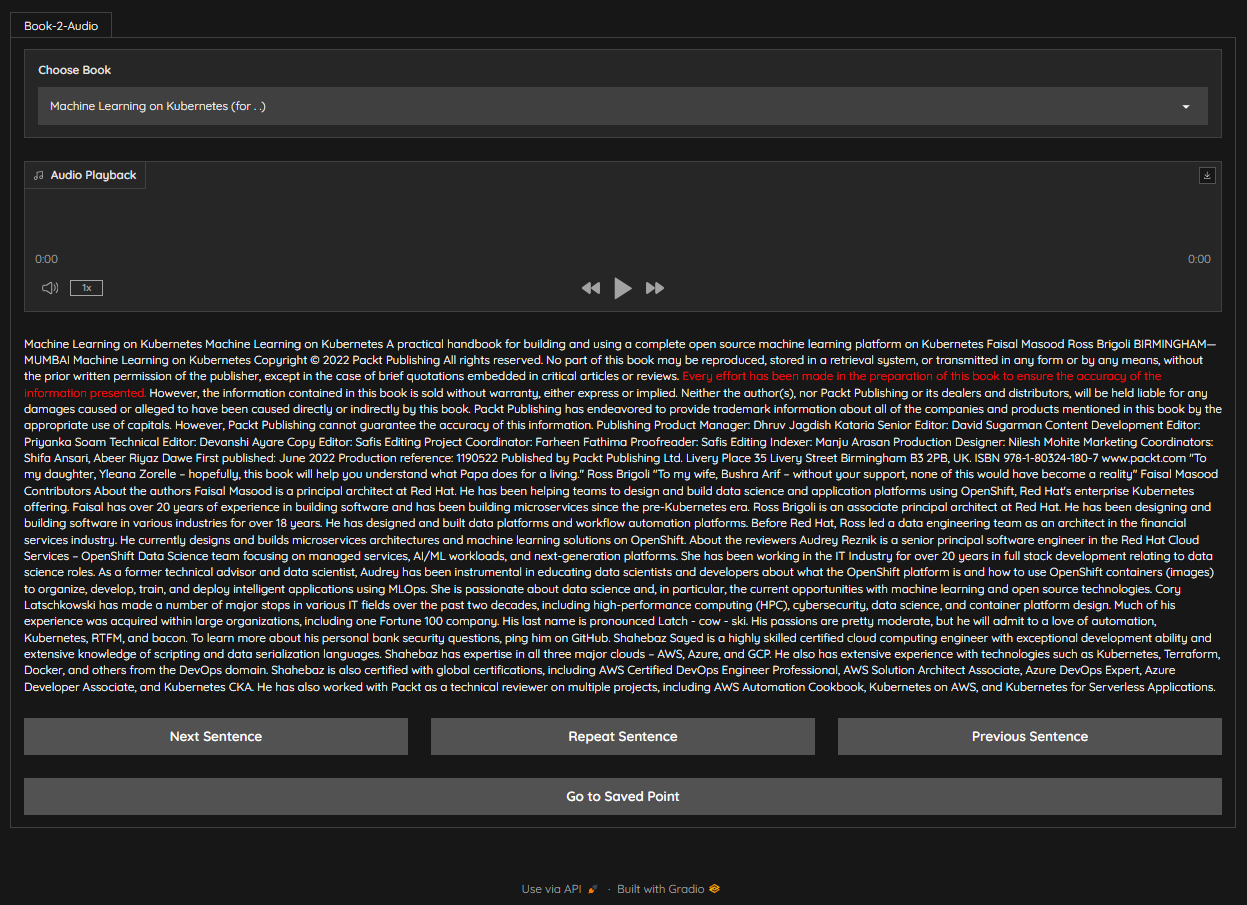 Book-2-Audio
Choose Book
Machine Learning on Kubernetes (for . .)
Audio Playback
0:00
0:00
1x
Machine Learning on Kubernetes Machine Learning on Kubernetes A practical handbook for building and using a complete open source machine learning platform on Kubernetes Faisal Masood Ross Brigoli BIRMINGHAM—
MUMBAI Machine Learning on Kubernetes Copyright © 2022 Packt Publishing All rights reserved. No part of this book may be reproduced, stored in a retrieval system, or transmitted in any form or by any means, without
the prior written permission of the publisher, except in the case of brief quotations embedded in critical articles or reviews. Every effort has been made in the preparation of this book to ensure the accuracy of the
information presented. However, the information contained in this book is sold without warranty, either express or implied. Neither the author(s), nor Packt Publishing or its dealers and distributors, will be held liable for any
damages caused or alleged to have been caused directly or indirectly by this book. Packt Publishing has endeavored to provide trademark information about all of the companies and products mentioned in this book by the
appropriate use of capitals. However, Packt Publishing cannot guarantee the accuracy of this information. Publishing Product Manager: Dhruv Jagdish Kataria Senior Editor: David Sugarman Content Development Editor:
Priyanka Soam Technical Editor: Devanshi Ayare Copy Editor: Safis Editing Project Coordinator: Farheen Fathima Proofreader: Safis Editing Indexer: Manju Arasan Production Designer: Nilesh Mohite Marketing Coordinators:
Shifa Ansari, Abeer Riyaz Dawe First published: June 2022 Production reference: 1190522 Published by Packt Publishing Ltd. Livery Place 35 Livery Street Birmingham B3 2PB, UK. ISBN 978-1-80324-180-7 www.packt.com "To
my daughter, Yleana Zorelle – hopefully, this book will help you understand what Papa does for a living." Ross Brigoli "To my wife, Bushra Arif – without your support, none of this would have become a reality" Faisal Masood
Contributors About the authors Faisal Masood is a principal architect at Red Hat. He has been helping teams to design and build data science and application platforms using OpenShift, Red Hat's enterprise Kubernetes
offering. Faisal has over 20 years of experience in building software and has been building microservices since the pre-Kubernetes era. Ross Brigoli is an associate principal architect at Red Hat. He has been designing and
building software in various industries for over 18 years. He has designed and built data platforms and workflow automation platforms. Before Red Hat, Ross led a data engineering team as an architect in the financial
services industry. He currently designs and builds microservices architectures and machine learning solutions on OpenShift. About the reviewers Audrey Reznik is a senior principal software engineer in the Red Hat Cloud
Services – OpenShift Data Science team focusing on managed services, AI/ML workloads, and next-generation platforms. She has been working in the IT Industry for over 20 years in full stack development relating to data
science roles. As a former technical advisor and data scientist, Audrey has been instrumental in educating data scientists and developers about what the OpenShift platform is and how to use OpenShift containers (images)
to organize, develop, train, and deploy intelligent applications using MLOps. She is passionate about data science and, in particular, the current opportunities with machine learning and open source technologies. Cory
Latschkowski has made a number of major stops in various IT fields over the past two decades, including high-performance computing (HPC), cybersecurity, data science, and container platform design. Much of his
experience was acquired within large organizations, including one Fortune 100 company. His last name is pronounced Latch - cow - ski. His passions are pretty moderate, but he will admit to a love of automation,
Kubernetes, RTFM, and bacon. To learn more about his personal bank security questions, ping him on GitHub. Shahebaz Sayed is a highly skilled certified cloud computing engineer with exceptional development ability and
extensive knowledge of scripting and data serialization languages. Shahebaz has expertise in all three major clouds – AWS, Azure, and GCP. He also has extensive experience with technologies such as Kubernetes, Terraform,
Docker, and others from the DevOps domain. Shahebaz is also certified with global certifications, including AWS Certified DevOps Engineer Professional, AWS Solution Architect Associate, Azure DevOps Expert, Azure
Developer Associate, and Kubernetes CKA. He has also worked with Packt as a technical reviewer on multiple projects, including AWS Automation Cookbook, Kubernetes on AWS, and Kubernetes for Serverless Applications.
Next Sentence
Repeat Sentence
Previous Sentence
Go to Saved Point
Use via API · Built with Gradio